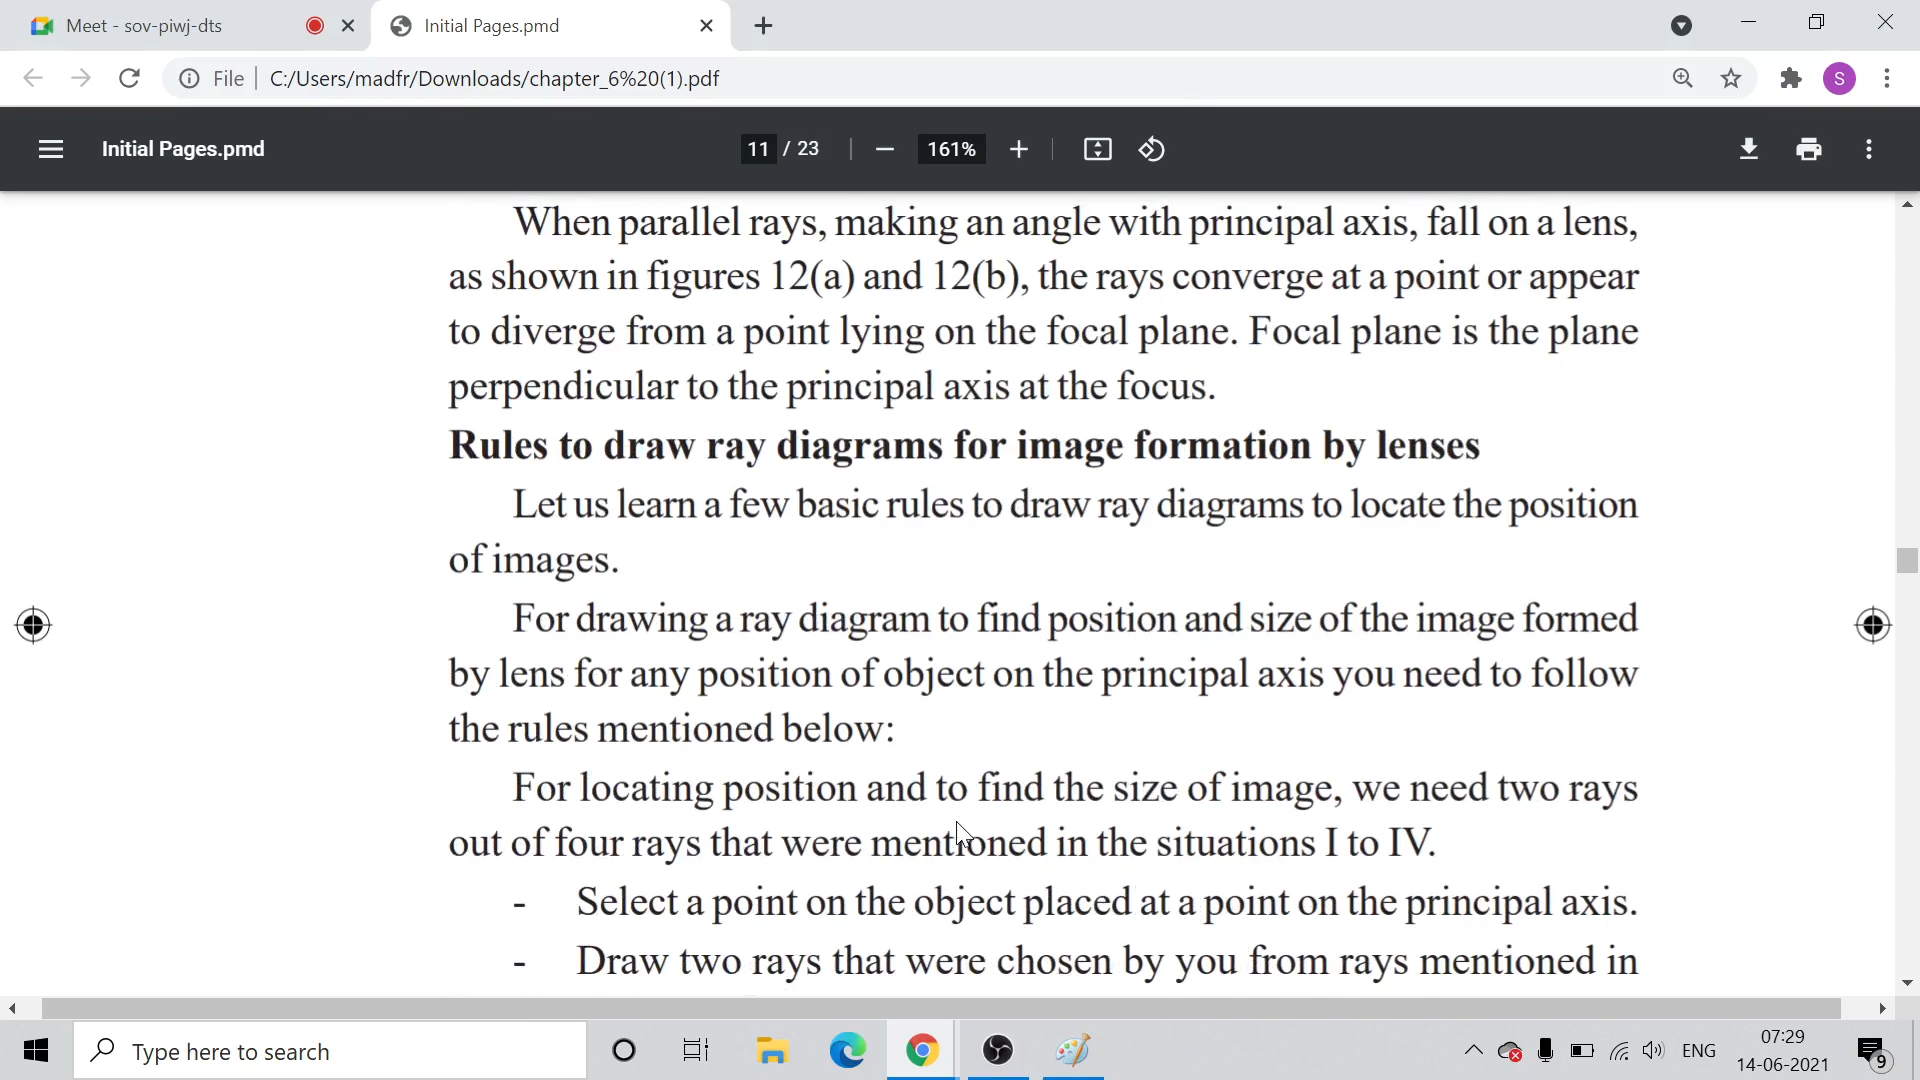 Meet - sov-piwj-dts
Initial Pages.pmd
File
C:/Users/madfr/Downloads/chapter_6%20(1).pdf
S
Initial Pages.pmd
11 / 23
161%
When parallel rays, making an angle with principal axis, fall on a lens,
as shown in figures 12(a) and 12(b), the rays converge at a point or appear
to diverge from a point lying on the focal plane. Focal plane is the plane
perpendicular to the principal axis at the focus.
Rules to draw ray diagrams for image formation by lenses
Let us learn a few basic rules to draw ray diagrams to locate the position
of images.
For drawing a ray diagram to find position and size of the image formed
by lens for any position of object on the principal axis you need to follow
the rules mentioned below:
For locating position and to find the size of image, we need two rays
out of four rays that were mentioned in the situations I to IV.
- Select a point on the object placed at a point on the principal axis.
- Draw two rays that were chosen by you from rays mentioned in
Type here to search
ENG
07:29
14-06-2021
9